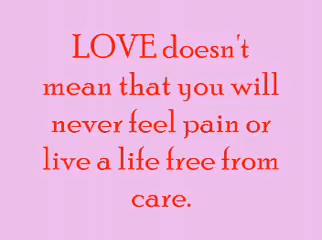 LOVE doesn't
mean that you will
never feel pain or
live a life free from
care.